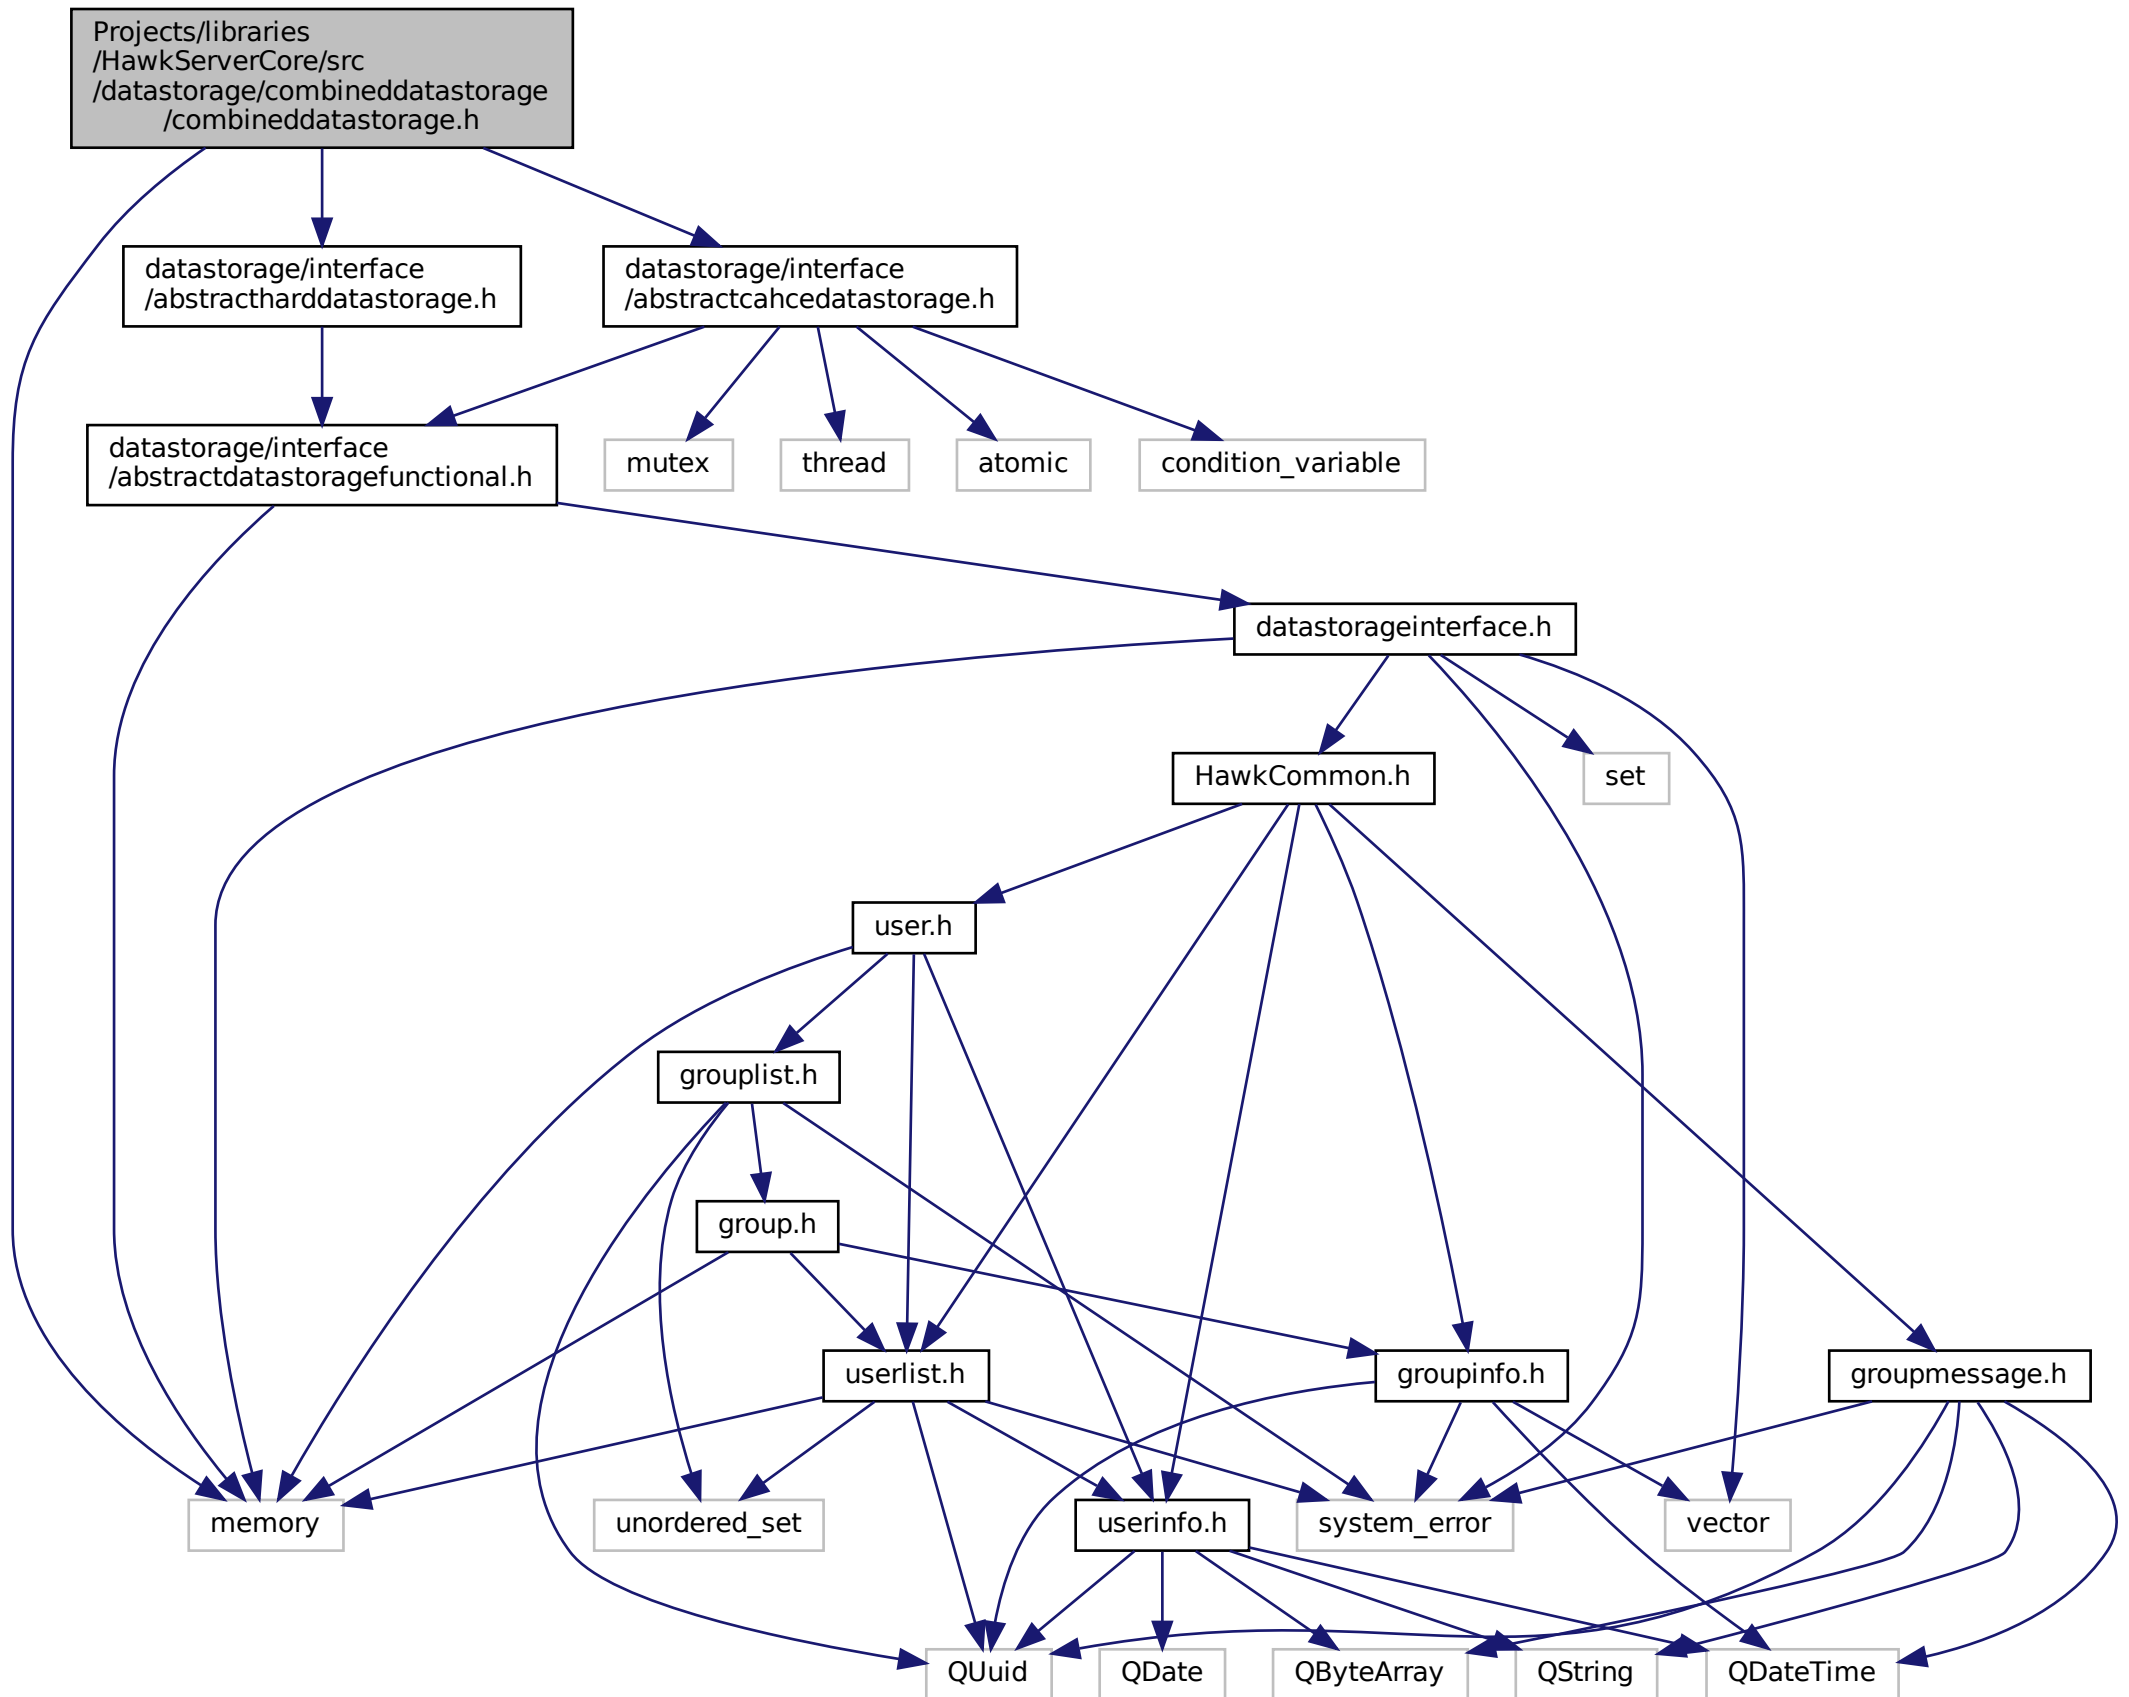 Projects/libraries
/HawkServerCore/src
/datastorage/combineddatastorage
/combineddatastorage.h
datastorage/interface
/abstractharddatastorage.h
datastorage/interface
/abstractcahcedatastorage.h
datastorage/interface
/abstractdatastoragefunctional.h
mutex
thread
atomic
condition_variable
datastorageinterface.h
HawkCommon.h
set
user.h
grouplist.h
group.h
userlist.h
groupinfo.h
groupmessage.h
memory
unordered_set
userinfo.h
system_error
vector
QUuid
QDate
QByteArray
QString
QDateTime